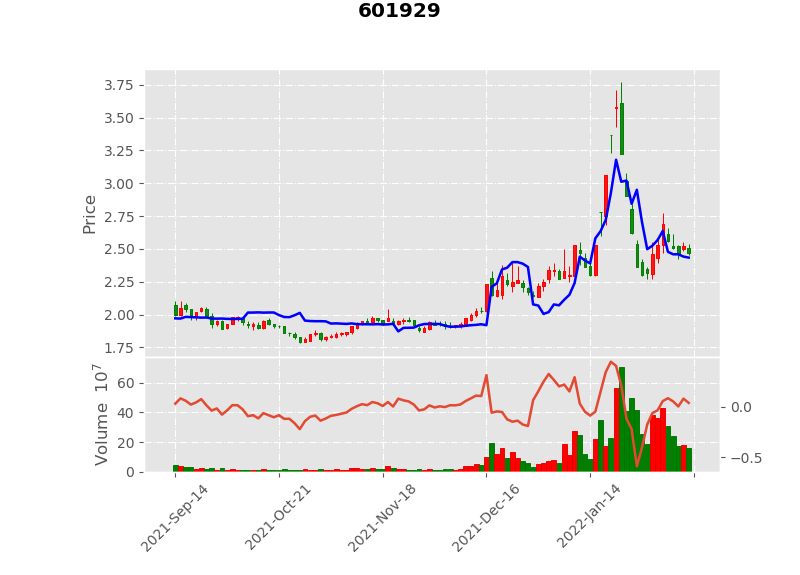 601929
Price
3.75
3.50
3.25
3.00
2.75
2.50
2.25
2.00
1.75
Volume 10^7
60
40
20
0
0.0
−0.5
2021-Sep-14
2021-Oct-21
2021-Nov-18
2021-Dec-16
2022-Jan-14